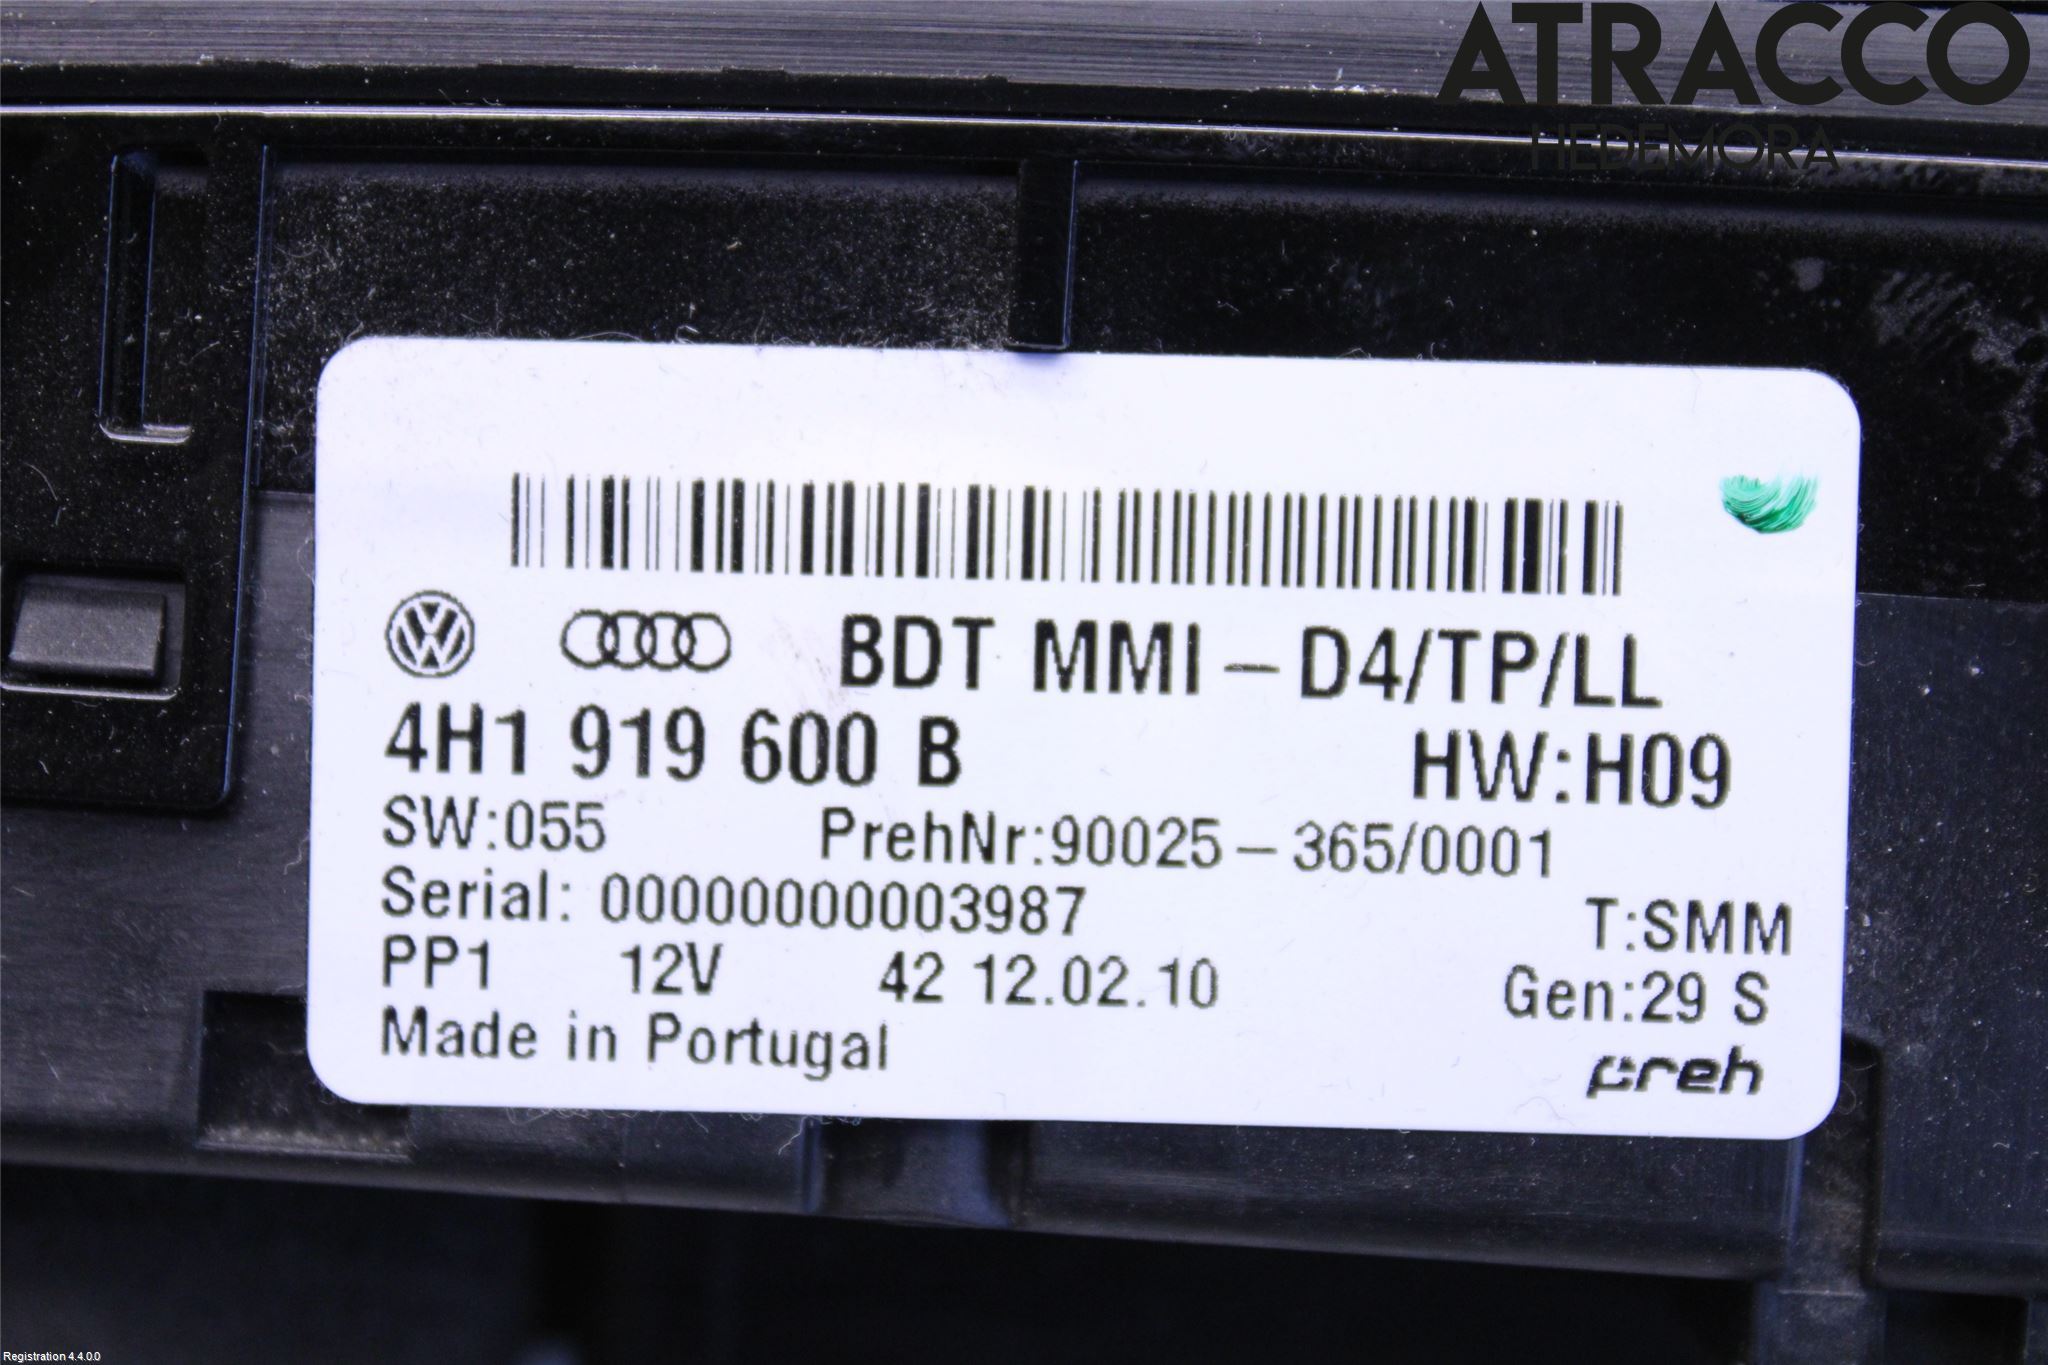 ATRACCO
HEDEMORA
BDT MMI - D4/TP/LL
4H1 919 600 B HW:H09
SW:055 PrehNr:90025-365/0001
Serial: 00000000003987 T:SMM
PP1 12V 42 12.02.10 Gen:29 S
Made in Portugal preh
Registration 4.4.0.0